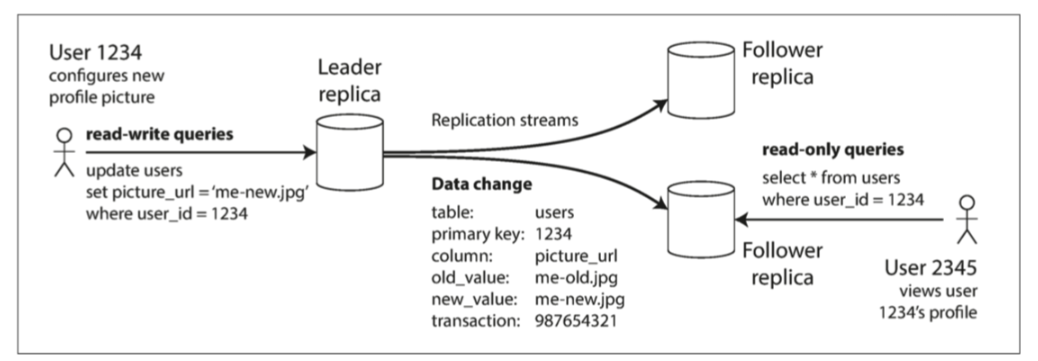 User 1234
configures new
profile picture
read-write queries
update users
set picture_url = ‘me-new.jpg’
where user_id = 1234
Leader
replica
Replication streams
Data change
table: users
primary key: 1234
column: picture_url
old_value: me-old.jpg
new_value: me-new.jpg
transaction: 987654321
Follower
replica
read-only queries
select * from users
where user_id = 1234
Follower
replica
User 2345
views user
1234’s profile